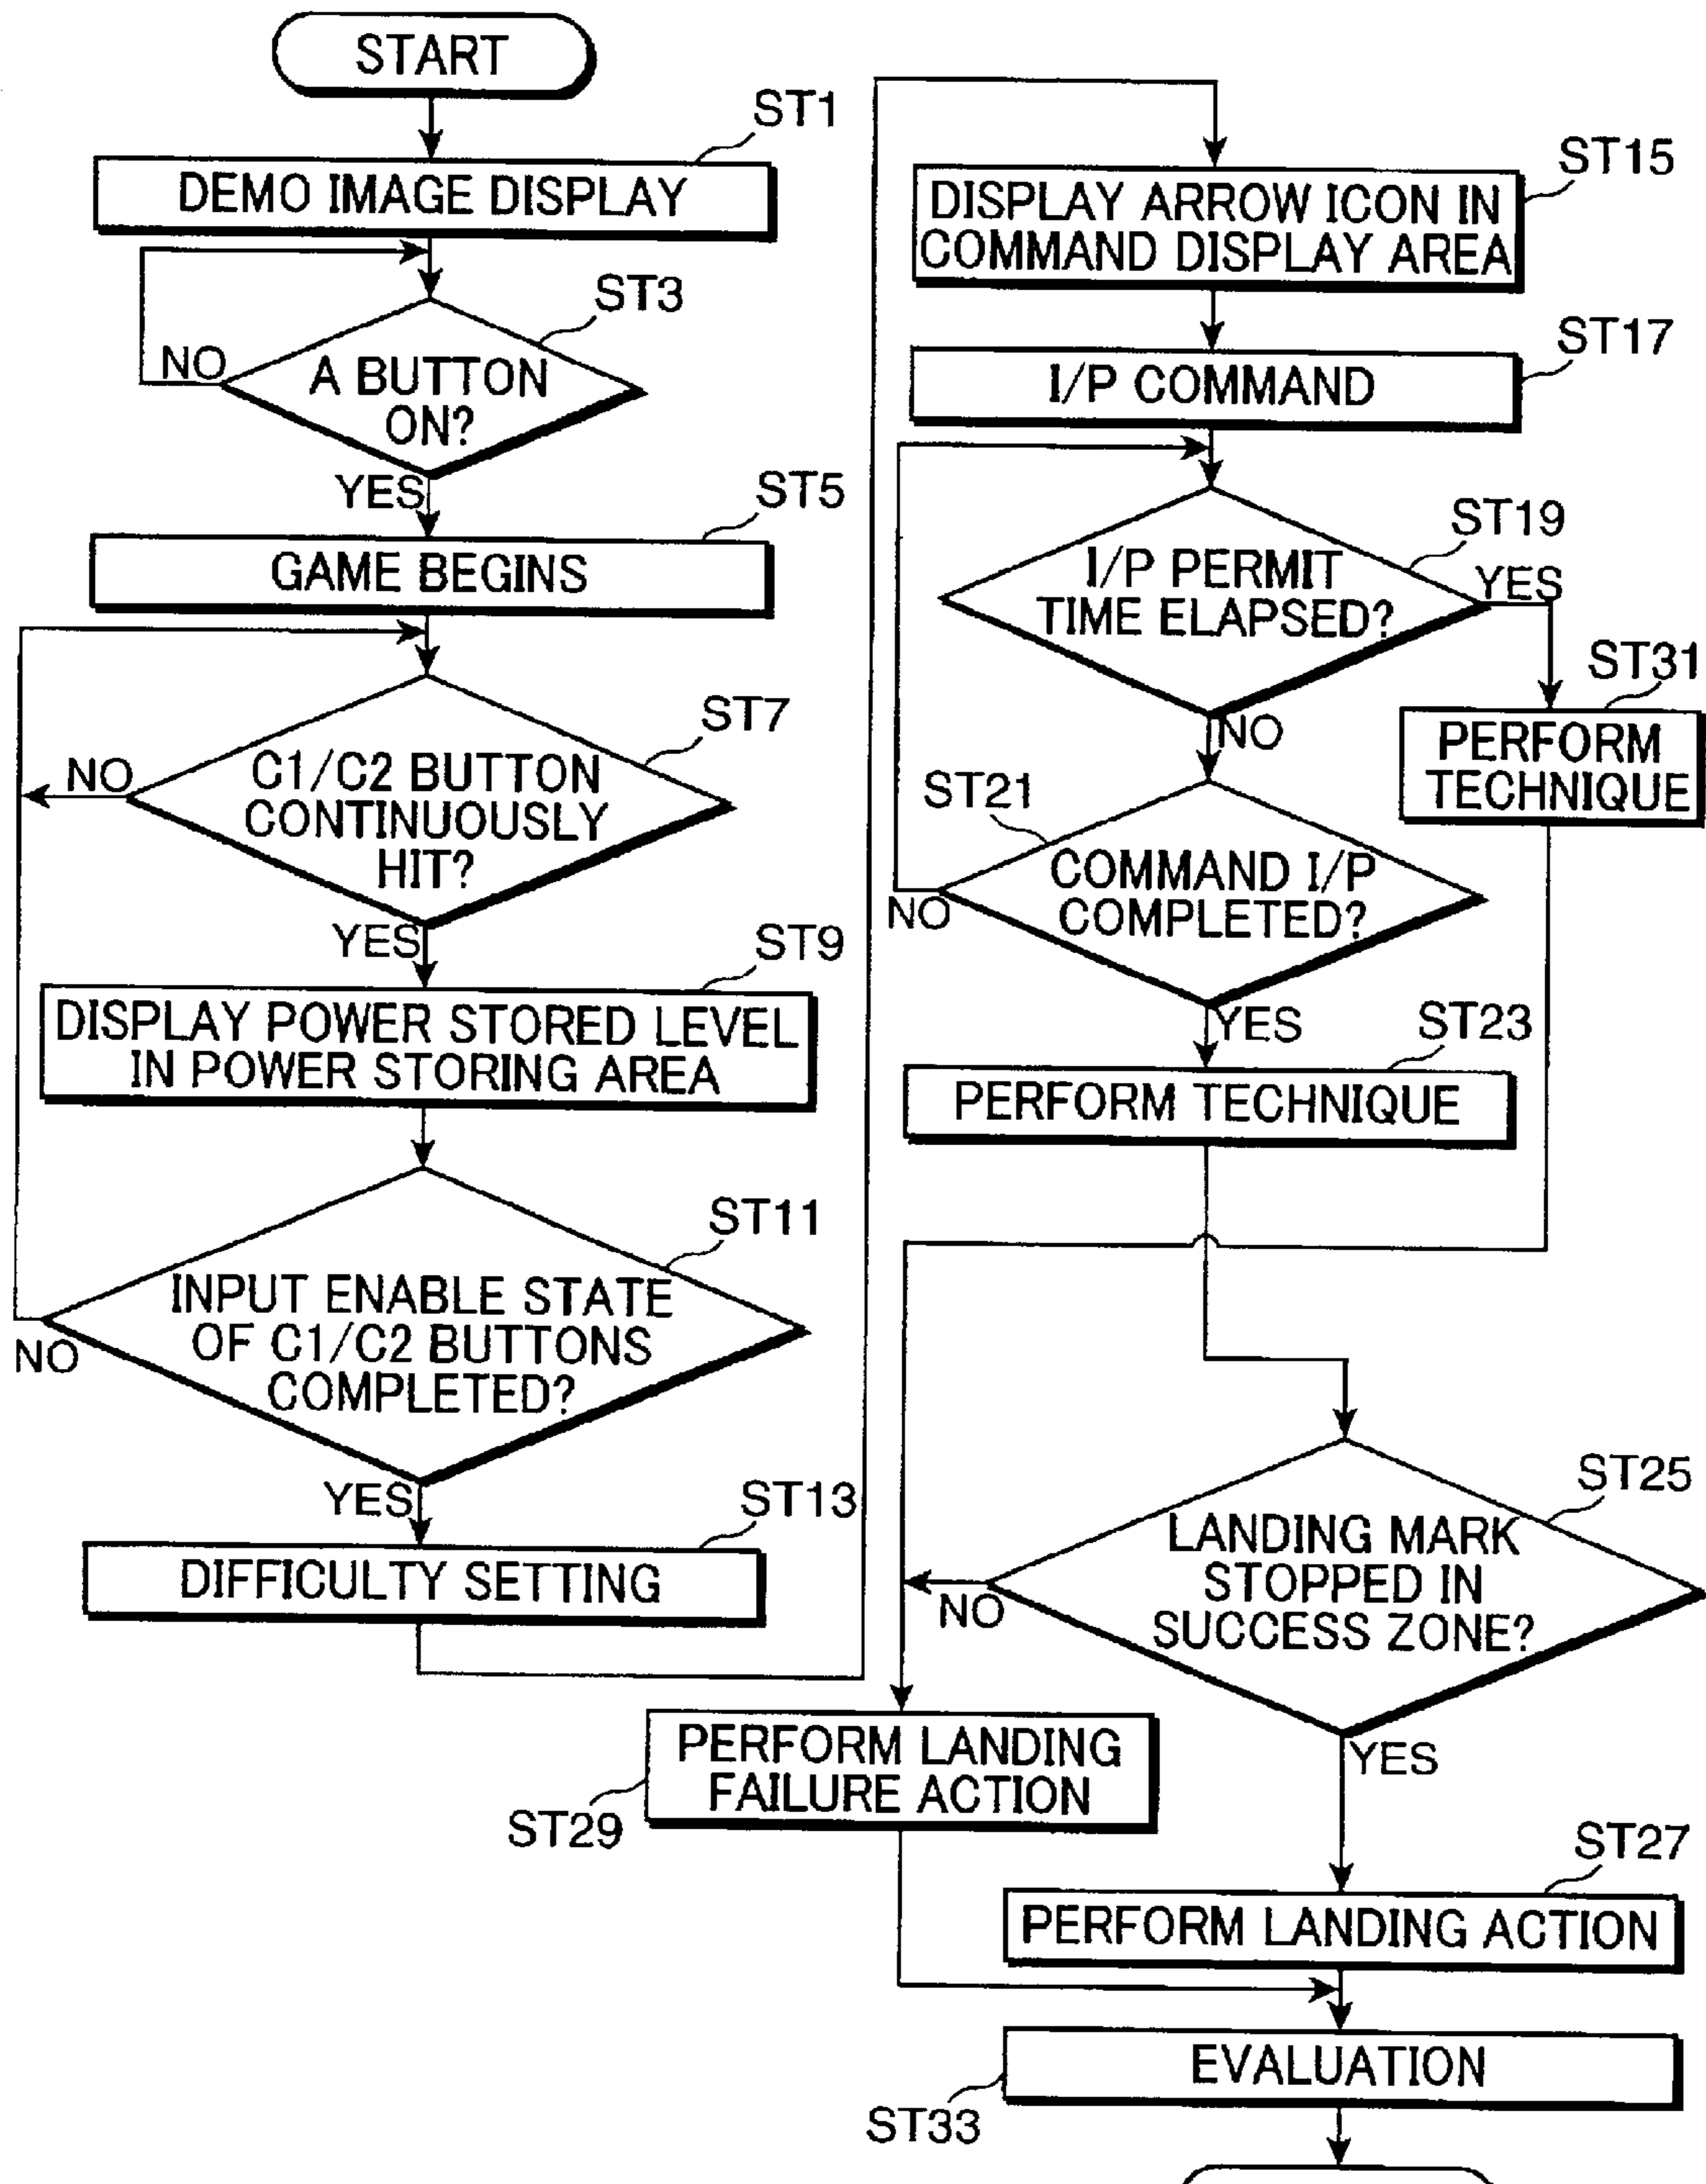 START
ST1
DEMO IMAGE DISPLAY
ST3
NO
A BUTTON
ON?
YES
ST5
GAME BEGINS
ST7
NO
C1/C2 BUTTON
CONTINUOUSLY
HIT?
YES
ST9
DISPLAY POWER STORED LEVEL
IN POWER STORING AREA
ST11
INPUT ENABLE STATE
OF C1/C2 BUTTONS
COMPLETED?
NO
YES
ST13
DIFFICULTY SETTING
ST15
DISPLAY ARROW ICON IN
COMMAND DISPLAY AREA
ST17
I/P COMMAND
ST19
I/P PERMIT
TIME ELAPSED?
YES
NO
ST31
PERFORM
TECHNIQUE
ST21
COMMAND I/P
COMPLETED?
NO
YES
ST23
PERFORM TECHNIQUE
ST25
LANDING MARK
STOPPED IN
SUCCESS ZONE?
NO
YES
PERFORM LANDING
FAILURE ACTION
ST29
ST27
PERFORM LANDING ACTION
EVALUATION
ST33